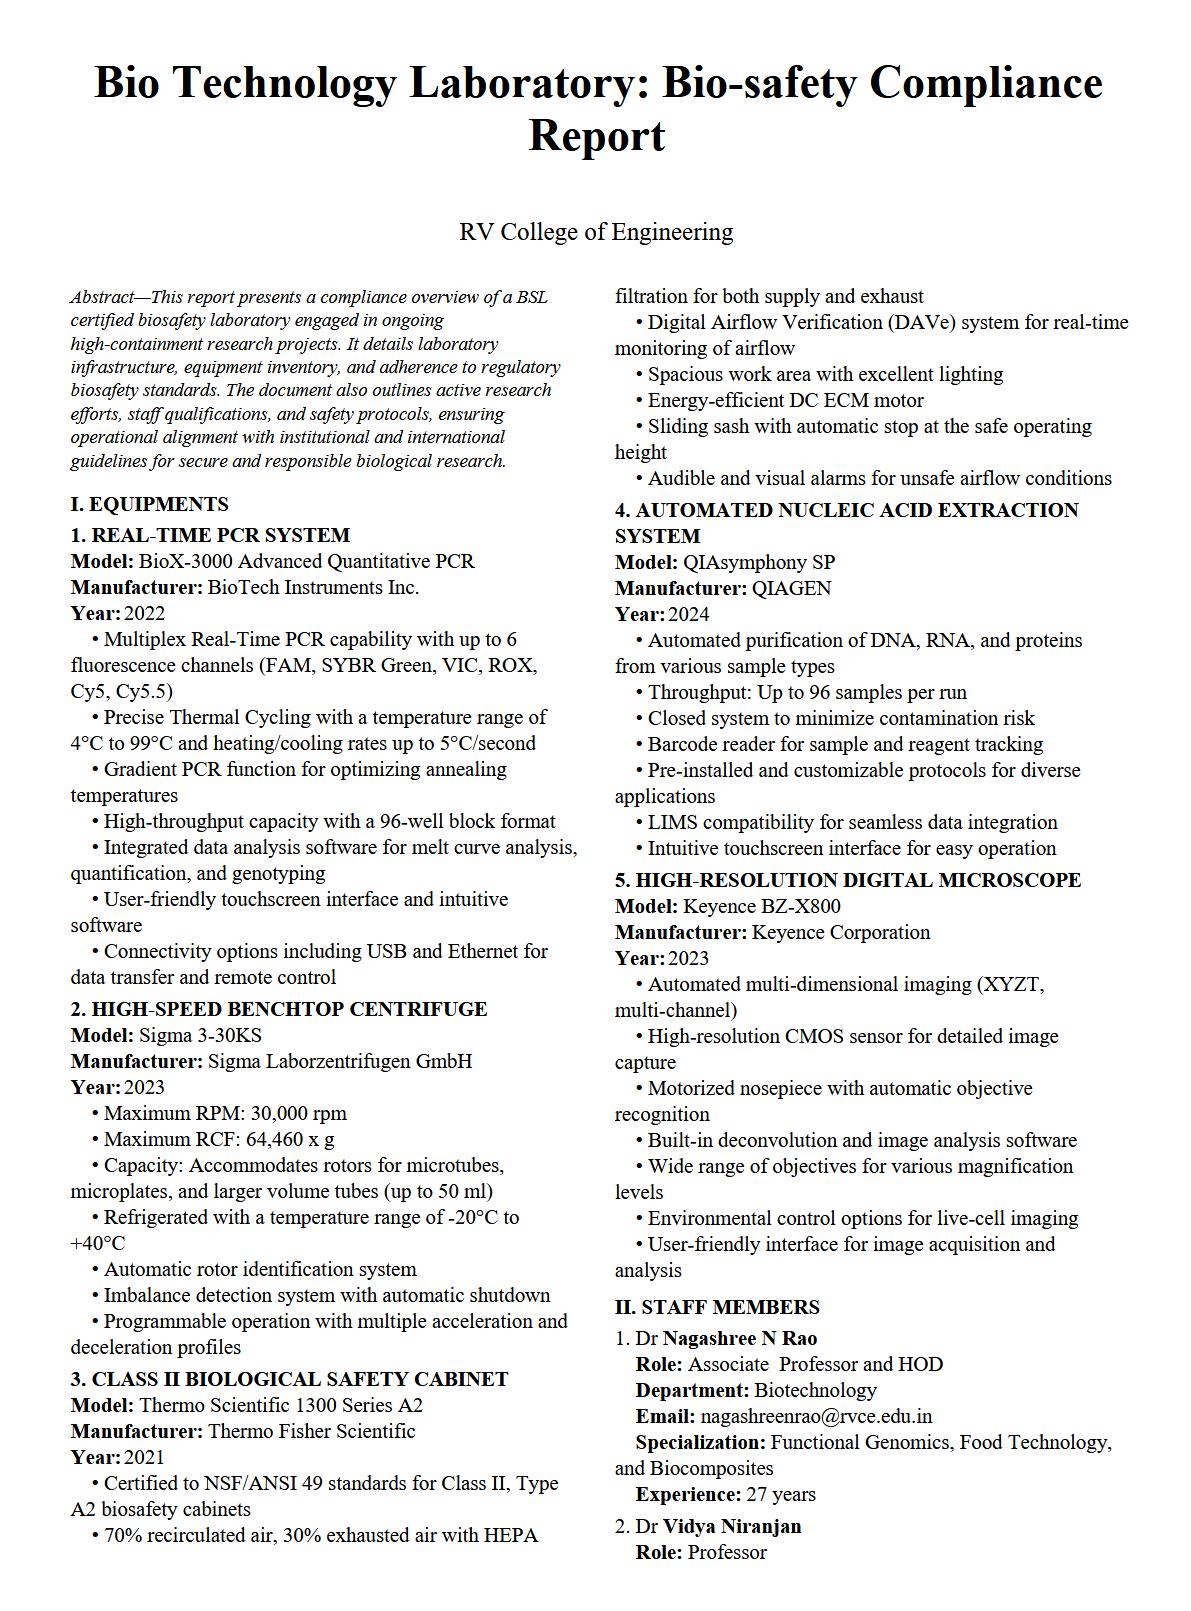 Bio Technology Laboratory: Bio-safety Compliance
Report
RV College of Engineering
Abstract—This report presents a compliance overview of a BSL
certified biosafety laboratory engaged in ongoing
high-containment research projects. It details laboratory
infrastructure, equipment inventory, and adherence to regulatory
biosafety standards. The document also outlines active research
efforts, staff qualifications, and safety protocols, ensuring
operational alignment with institutional and international
guidelines for secure and responsible biological research.
I. EQUIPMENTS
1. REAL-TIME PCR SYSTEM
Model: BioX-3000 Advanced Quantitative PCR
Manufacturer: BioTech Instruments Inc.
Year: 2022
• Multiplex Real-Time PCR capability with up to 6
fluorescence channels (FAM, SYBR Green, VIC, ROX,
Cy5, Cy5.5)
• Precise Thermal Cycling with a temperature range of
4°C to 99°C and heating/cooling rates up to 5°C/second
• Gradient PCR function for optimizing annealing
temperatures
• High-throughput capacity with a 96-well block format
• Integrated data analysis software for melt curve analysis,
quantification, and genotyping
• User-friendly touchscreen interface and intuitive
software
• Connectivity options including USB and Ethernet for
data transfer and remote control
2. HIGH-SPEED BENCHTOP CENTRIFUGE
Model: Sigma 3-30KS
Manufacturer: Sigma Laborzentrifugen GmbH
Year: 2023
• Maximum RPM: 30,000 rpm
• Maximum RCF: 64,460 x g
• Capacity: Accommodates rotors for microtubes,
microplates, and larger volume tubes (up to 50 ml)
• Refrigerated with a temperature range of -20°C to
+40°C
• Automatic rotor identification system
• Imbalance detection system with automatic shutdown
• Programmable operation with multiple acceleration and
deceleration profiles
3. CLASS II BIOLOGICAL SAFETY CABINET
Model: Thermo Scientific 1300 Series A2
Manufacturer: Thermo Fisher Scientific
Year: 2021
• Certified to NSF/ANSI 49 standards for Class II, Type
A2 biosafety cabinets
• 70% recirculated air, 30% exhausted air with HEPA
filtration for both supply and exhaust
• Digital Airflow Verification (DAVe) system for real-time
monitoring of airflow
• Spacious work area with excellent lighting
• Energy-efficient DC ECM motor
• Sliding sash with automatic stop at the safe operating
height
• Audible and visual alarms for unsafe airflow conditions
4. AUTOMATED NUCLEIC ACID EXTRACTION
SYSTEM
Model: QIAsymphony SP
Manufacturer: QIAGEN
Year: 2024
• Automated purification of DNA, RNA, and proteins
from various sample types
• Throughput: Up to 96 samples per run
• Closed system to minimize contamination risk
• Barcode reader for sample and reagent tracking
• Pre-installed and customizable protocols for diverse
applications
• LIMS compatibility for seamless data integration
• Intuitive touchscreen interface for easy operation
5. HIGH-RESOLUTION DIGITAL MICROSCOPE
Model: Keyence BZ-X800
Manufacturer: Keyence Corporation
Year: 2023
• Automated multi-dimensional imaging (XYZT,
multi-channel)
• High-resolution CMOS sensor for detailed image
capture
• Motorized nosepiece with automatic objective
recognition
• Built-in deconvolution and image analysis software
• Wide range of objectives for various magnification
levels
• Environmental control options for live-cell imaging
• User-friendly interface for image acquisition and
analysis
II. STAFF MEMBERS
1. Dr Nagashree N Rao
Role: Associate  Professor and HOD
Department: Biotechnology
Email: nagashreenrao@rvce.edu.in
Specialization: Functional Genomics, Food Technology,
and Biocomposites
Experience: 27 years
2. Dr Vidya Niranjan
Role: Professor